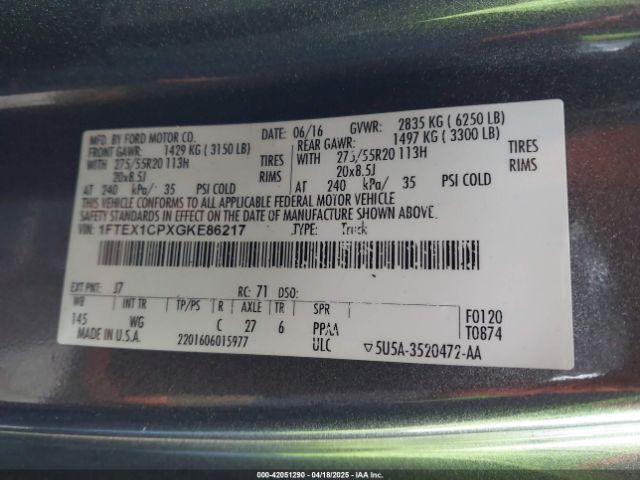 MFD. BY FORD MOTOR CO. DATE: 06/16 GVWR: 2835 KG ( 6250 LB)
FRONT GAWR: 1429 KG ( 3150 LB) REAR GAWR: 1497 KG ( 3300 LB)
WITH 275/55R20 113H TIRES WITH 275/55R20 113H TIRES
20x8.5J RIMS 20x8.5J RIMS
AT 240 kPa/ 35 PSI COLD AT 240 kPa/ 35 PSI COLD
THIS VEHICLE CONFORMS TO ALL APPLICABLE FEDERAL MOTOR VEHICLE
SAFETY STANDARDS IN EFFECT ON THE DATE OF MANUFACTURE SHOWN ABOVE.
VIN: 1FTEX1CPXGKE86217 TYPE: Truck
EXT PNT: J7 RC: 71 DSO:
WB INT TR TP/PS R AXLE TR SPR F0120
145 WG C 27 6 PPAA T0874
MADE IN U.S.A. 2201606015977 ULC ▽5U5A-3520472-AA
000-42051290 - 04/18/2025 - IAA Inc.